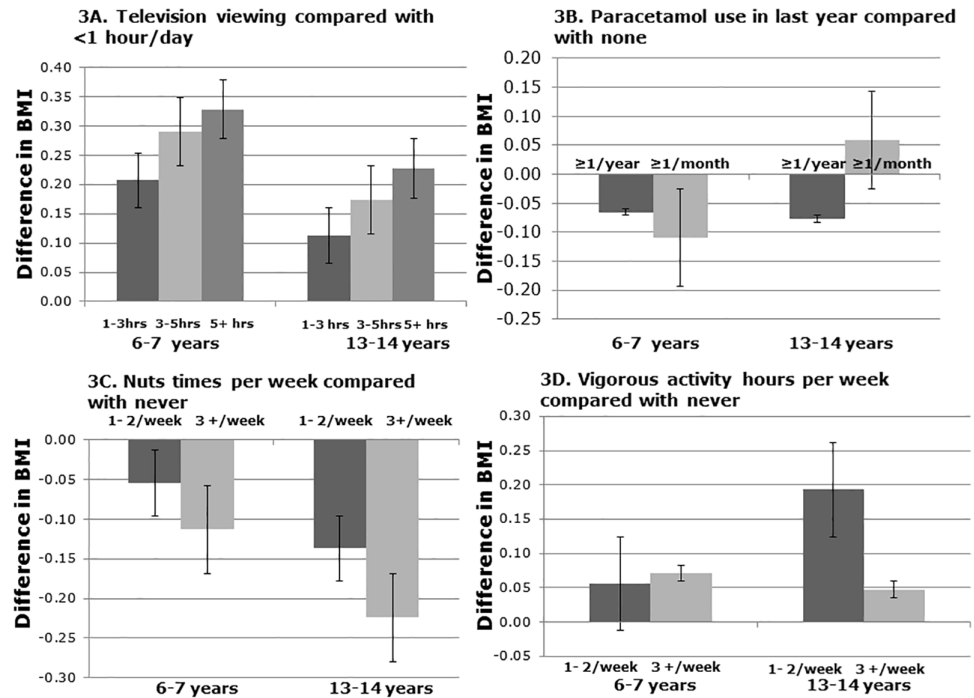 3A. Television viewing compared with
<1 hour/day
Difference in BMI
0.40
0.35
0.30
0.25
0.20
0.15
0.10
0.05
0.00
1-3hrs 3-5hrs 5+ hrs
6-7 years
1-3 hrs 3-5hrs 5+ hrs
13-14 years
3B. Paracetamol use in last year compared
with none
Difference in BMI
0.20
0.15
0.10
0.05
0.00
-0.05
-0.10
-0.15
-0.20
-0.25
≥1/year ≥1/month
≥1/year ≥1/month
6-7 years
13-14 years
3C. Nuts times per week compared
with never
1- 2/week 3 +/week
1- 2/week 3+/week
Difference in BMI
0.00
-0.05
-0.10
-0.15
-0.20
-0.25
-0.30
6-7 years
13-14 years
3D. Vigorous activity hours per week
compared with never
Difference in BMI
0.30
0.25
0.20
0.15
0.10
0.05
0.00
-0.05
1- 2/week 3 +/week
6-7 years
1- 2/week 3 +/week
13-14 years